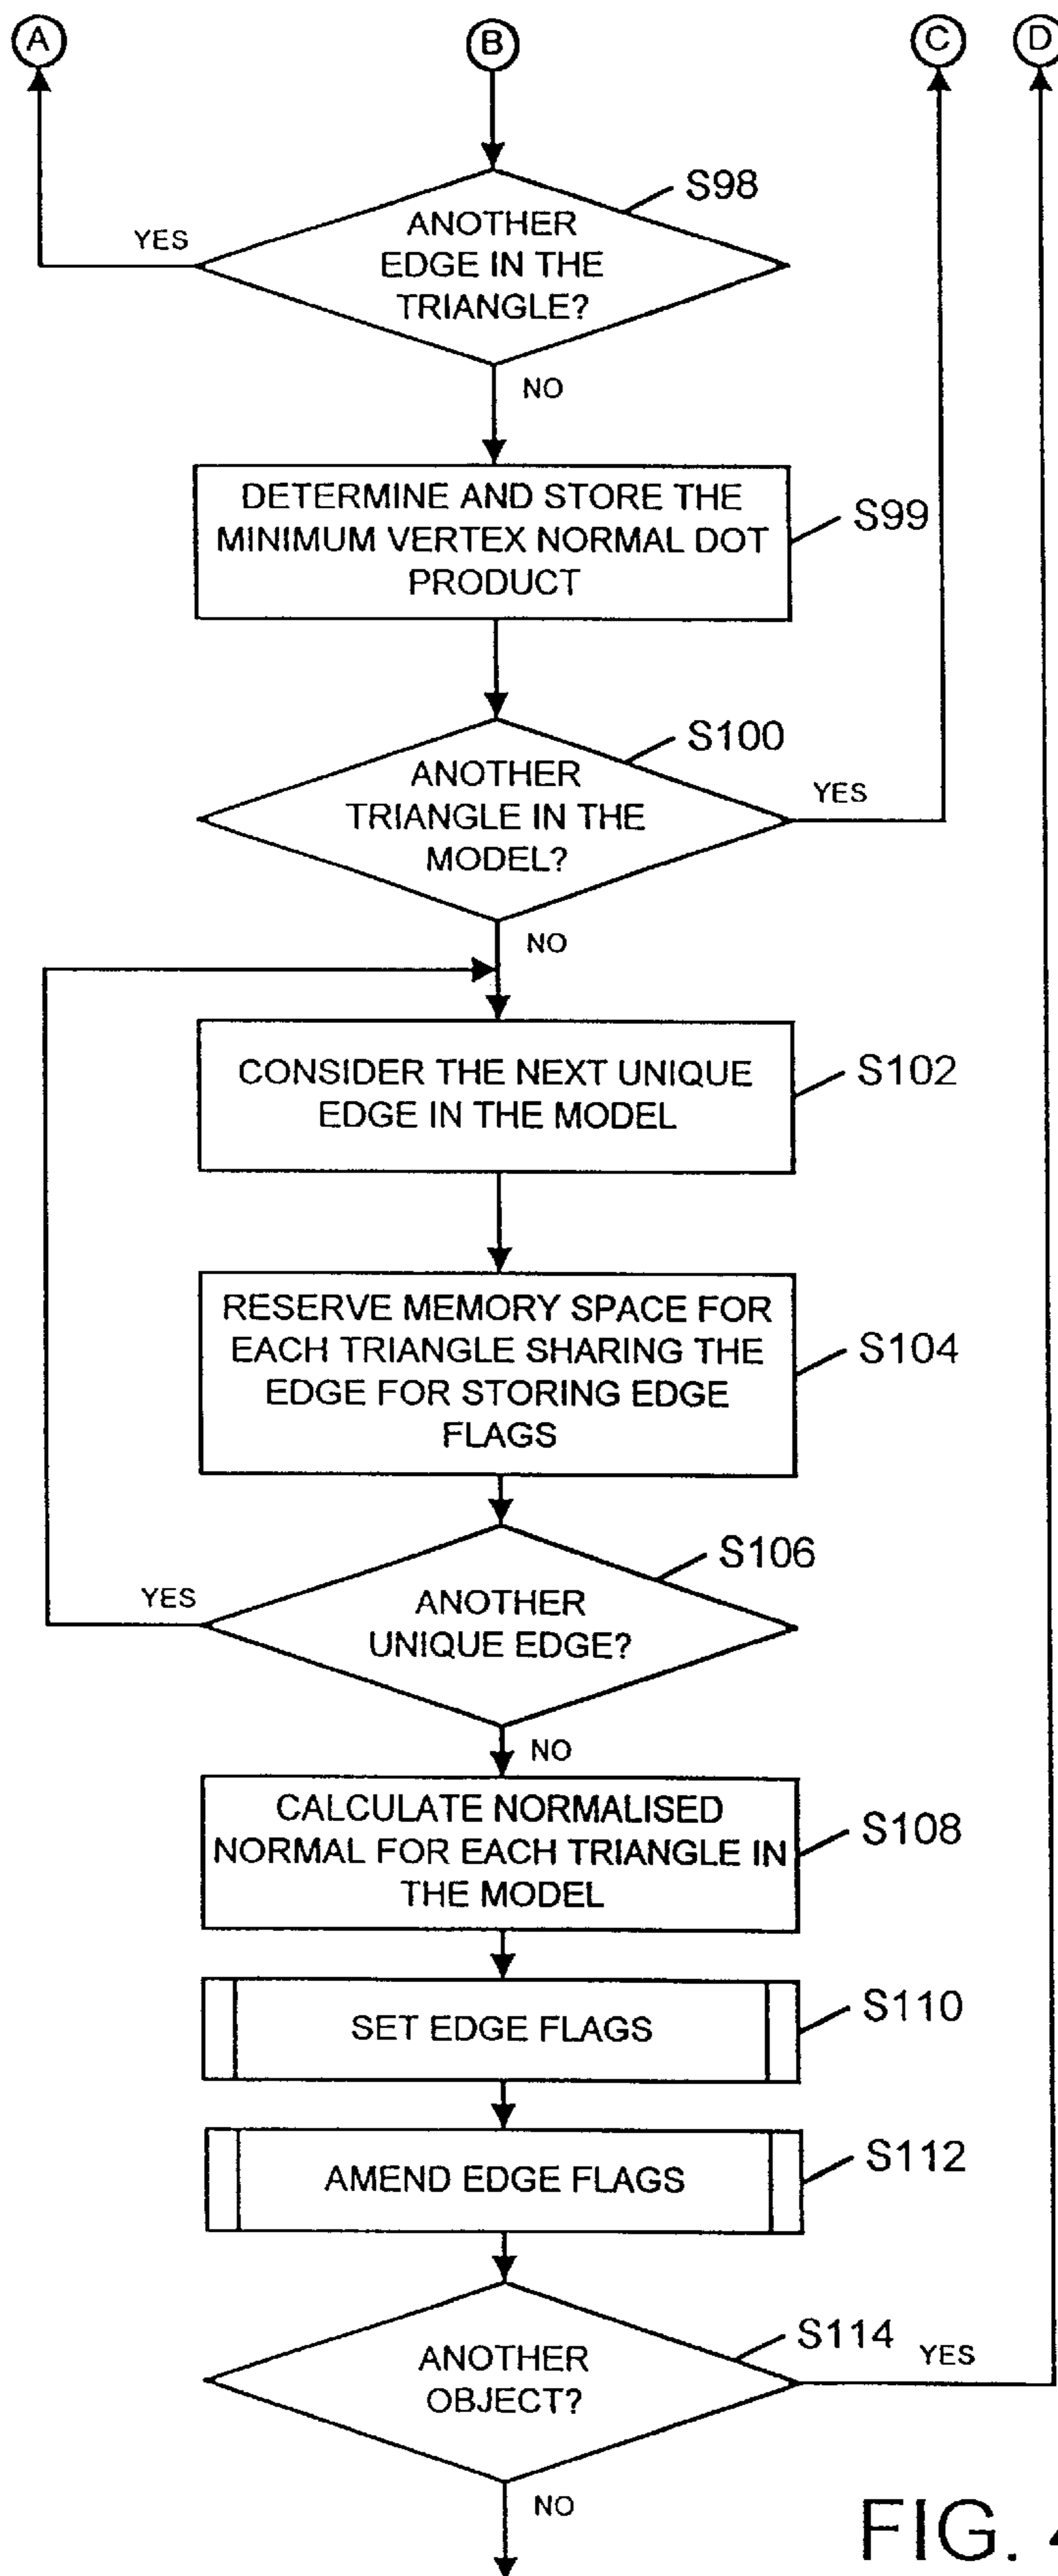 A
B
C
D
S98
ANOTHER
EDGE IN THE
TRIANGLE?
YES
NO
DETERMINE AND STORE THE
MINIMUM VERTEX NORMAL DOT
PRODUCT
S99
S100
ANOTHER
TRIANGLE IN THE
MODEL?
YES
NO
CONSIDER THE NEXT UNIQUE
EDGE IN THE MODEL
S102
RESERVE MEMORY SPACE FOR
EACH TRIANGLE SHARING THE
EDGE FOR STORING EDGE
FLAGS
S104
S106
YES
ANOTHER
UNIQUE EDGE?
NO
CALCULATE NORMALISED
NORMAL FOR EACH TRIANGLE IN
THE MODEL
S108
SET EDGE FLAGS
S110
AMEND EDGE FLAGS
S112
S114
ANOTHER
OBJECT?
YES
NO
FIG.